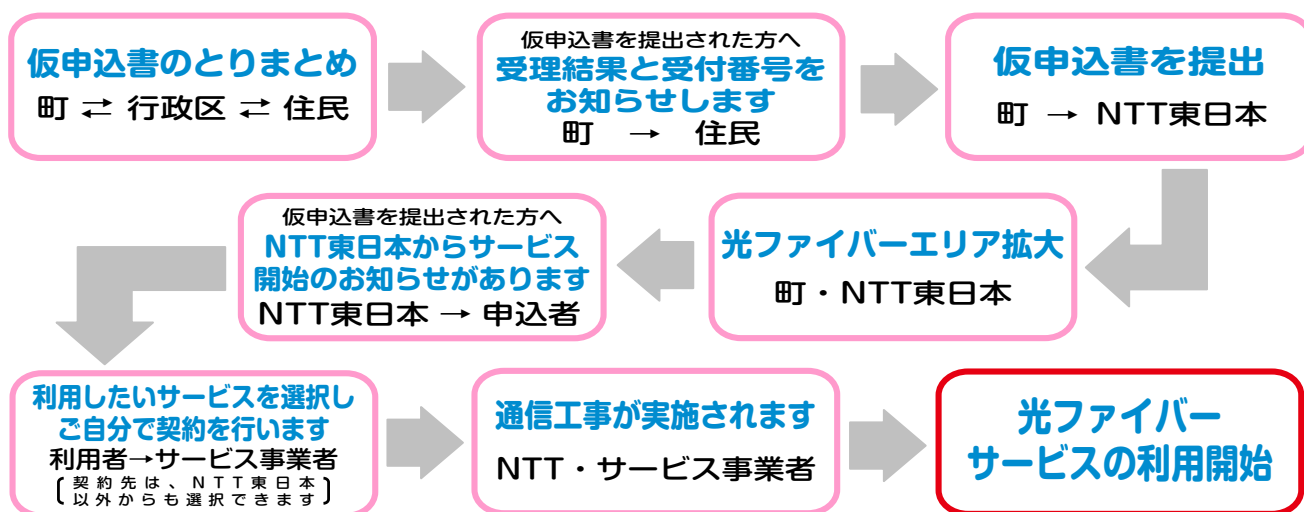 仮申込書のとりまとめ
町 ⇄ 行政区 ⇄ 住民
仮申込書を提出された方へ
受理結果と受付番号を
お知らせします
町 → 住民
仮申込書を提出
町 → NTT東日本
光ファイバーエリア拡大
町・NTT東日本
仮申込書を提出された方へ
NTT東日本からサービス
開始のお知らせがあります
NTT東日本 → 申込者
利用したいサービスを選択し
ご自分で契約を行います
利用者→サービス事業者
〔契約先は、NTT東日本
以外からも選択できます〕
通信工事が実施されます
NTT・サービス事業者
光ファイバー
サービスの利用開始